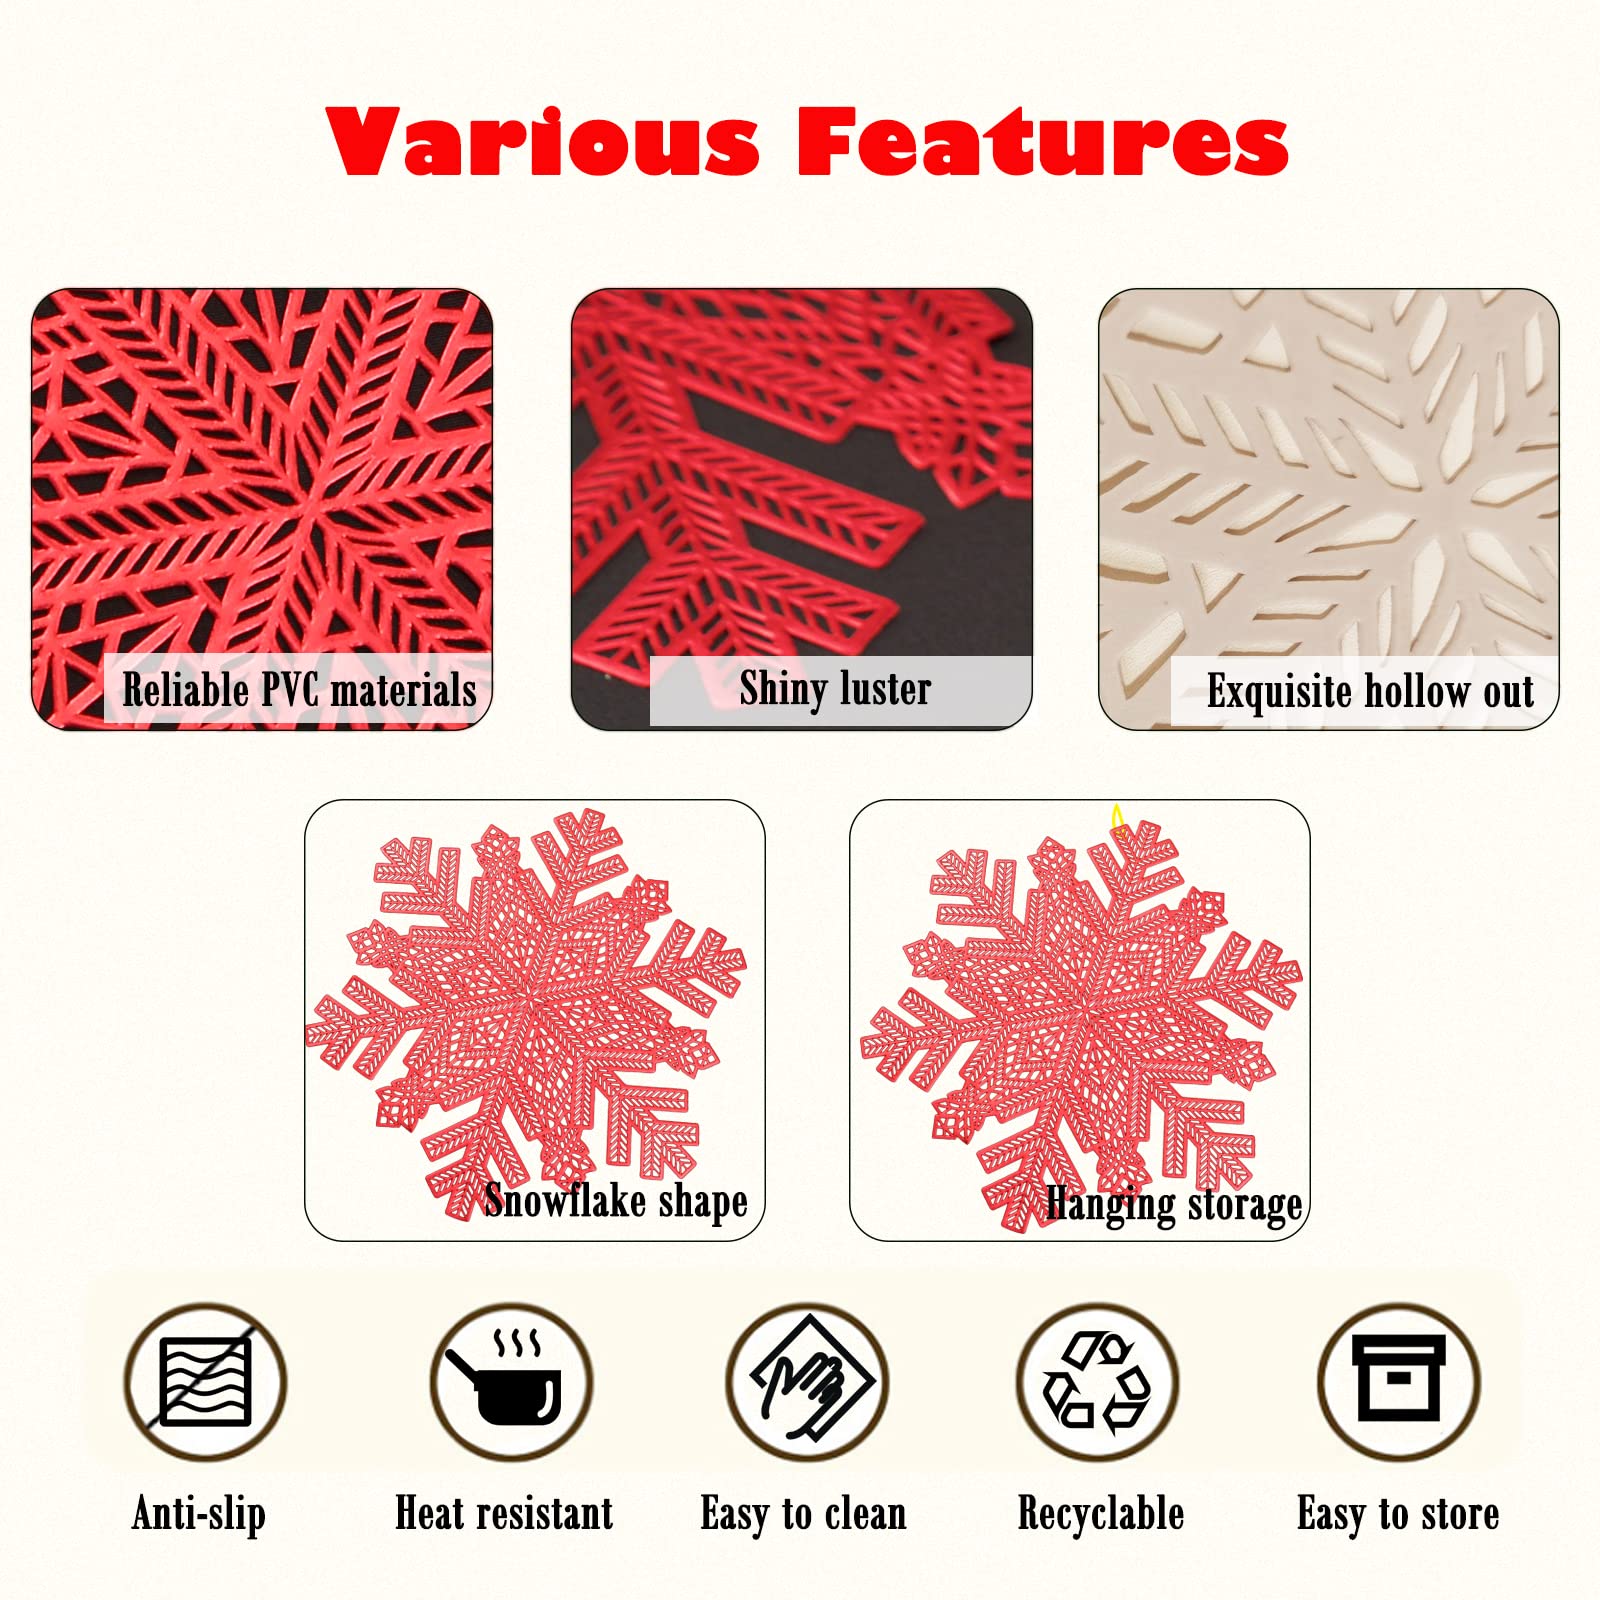 Various Features
Reliable PVC materials
Shiny luster
Exquisite hollow out
Snowflake shape
Hanging storage
Anti-slip
Heat resistant
Easy to clean
Recyclable
Easy to store